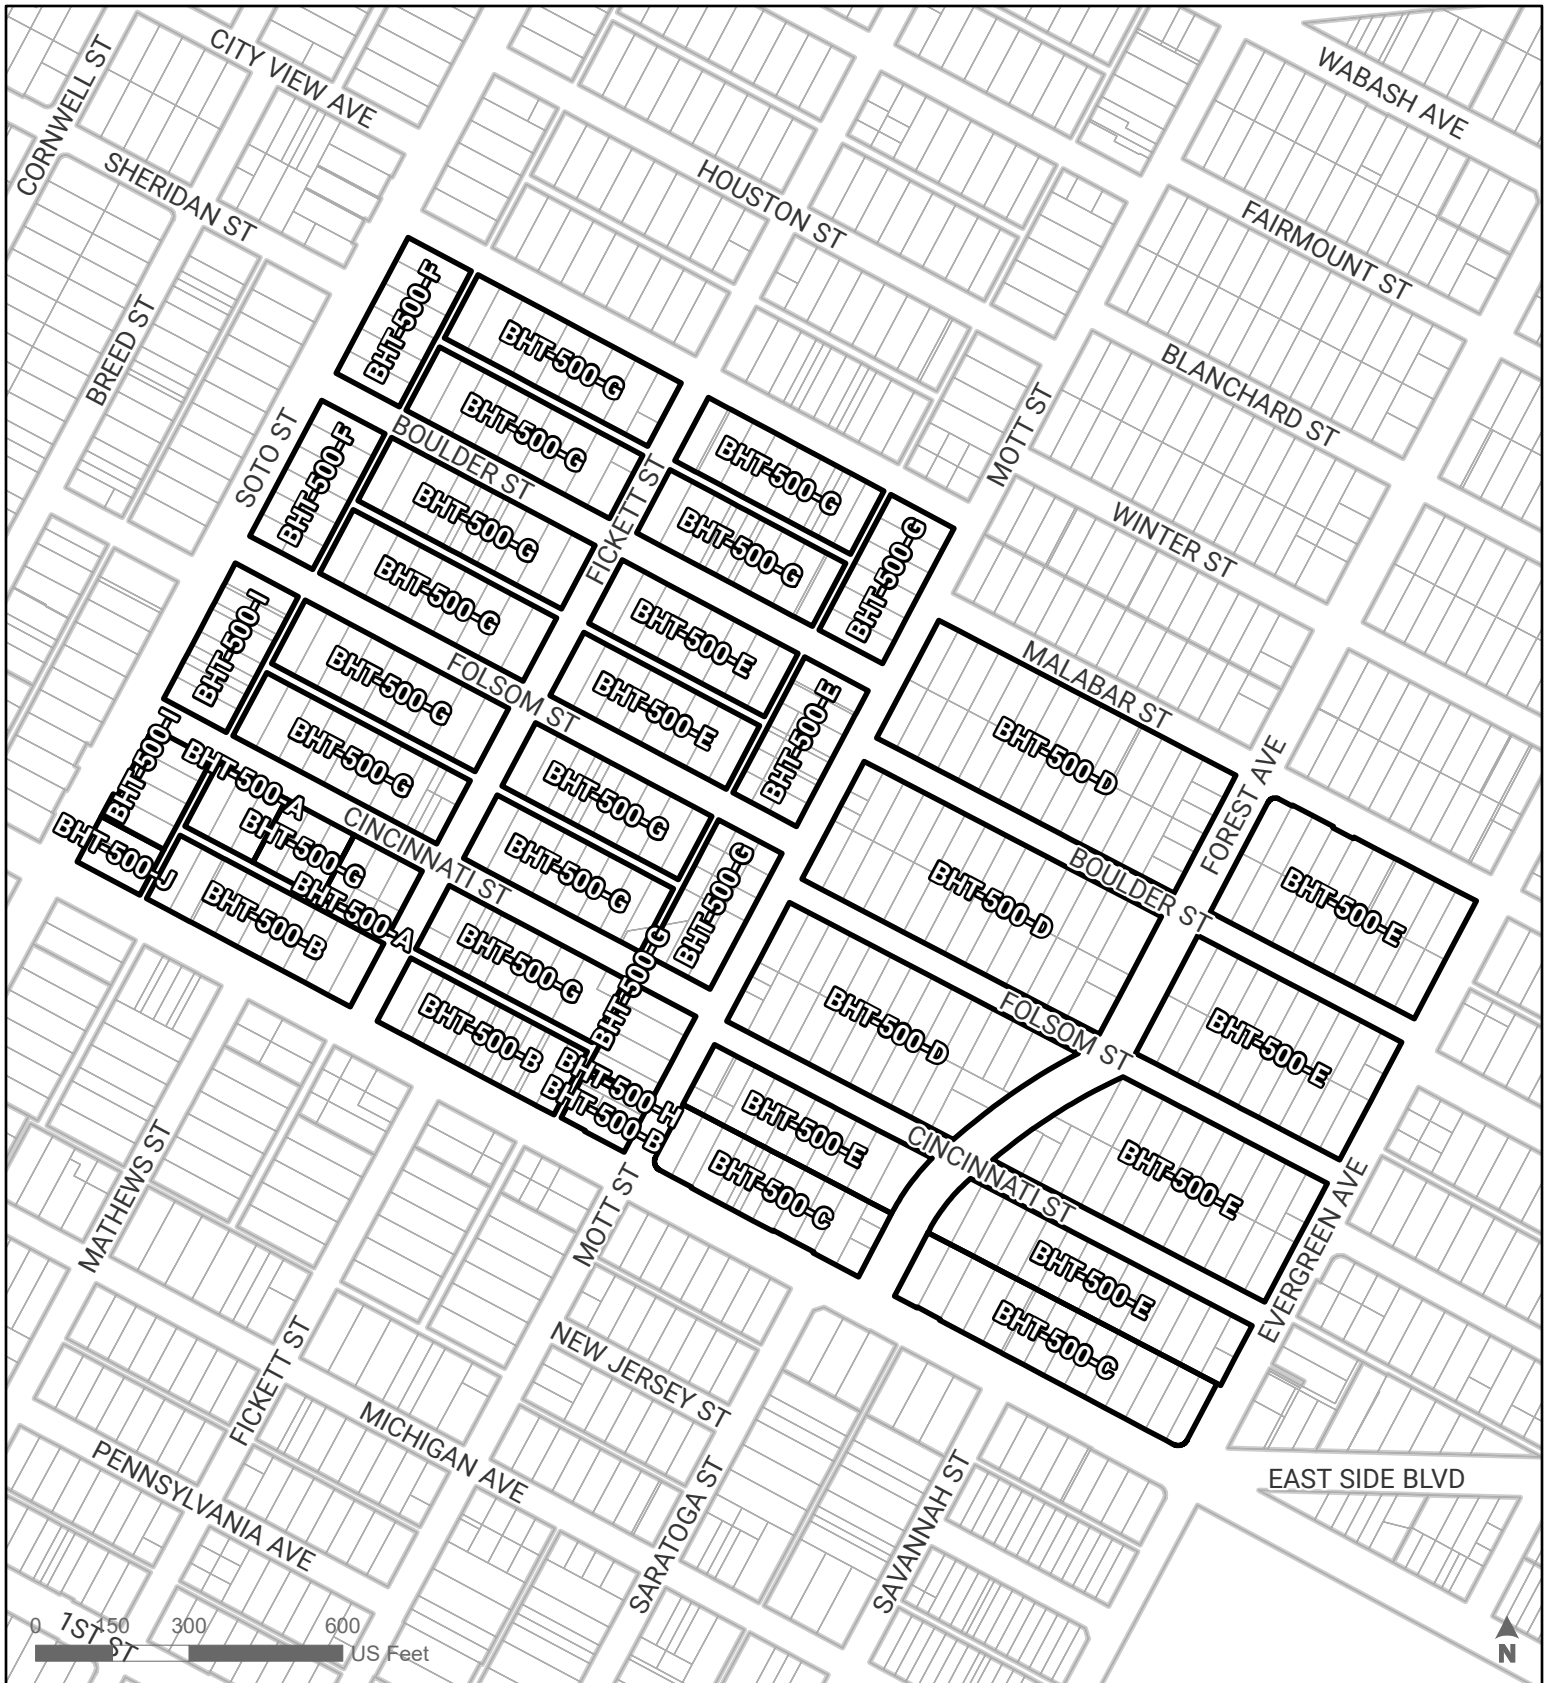 CITY VIEW AVE
CORNWELL ST
WABASH AVE
SHERIDAN ST
HOUSTON ST
FAIRMOUNT ST
BREED ST
BHT-500-F
BHT-500-G
BLANCHARD ST
SOTO ST
BHT-500-F
BOULDER ST
BHT-500-G
MOTT ST
BHT-500-G
BHT-500-G
FICKETT ST
BHT-500-G
BHT-500-G
WINTER ST
BHT-500-G
BHT-500-I
BHT-500-G
FOLSOM ST
BHT-500-E
BHT-500-E
BHT-500-E
MALABAR ST
BHT-500-D
BHT-500-I
BHT-500-A
BHT-500-G
BHT-500-G
BHT-500-G
FOREST AVE
BHT-500-J
BHT-500-G
CINCINNATI ST
BHT-500-A
BHT-500-B
BHT-500-G
BHT-500-G
BHT-500-D
BOULDER ST
BHT-500-E
BHT-500-G
BHT-500-G
BHT-500-B
BHT-500-H
BHT-500-B
BHT-500-D
FOLSOM ST
BHT-500-E
BHT-500-E
CINCINNATI ST
BHT-500-E
BHT-500-C
MATHEWS ST
MOTT ST
BHT-500-E
EVERGREEN AVE
BHT-500-C
NEW JERSEY ST
FICKETT ST
MICHIGAN AVE
PENNSYLVANIA AVE
SARATOGA ST
SAVANNAH ST
EAST SIDE BLVD
1ST ST
0 150 300 600
US Feet
N